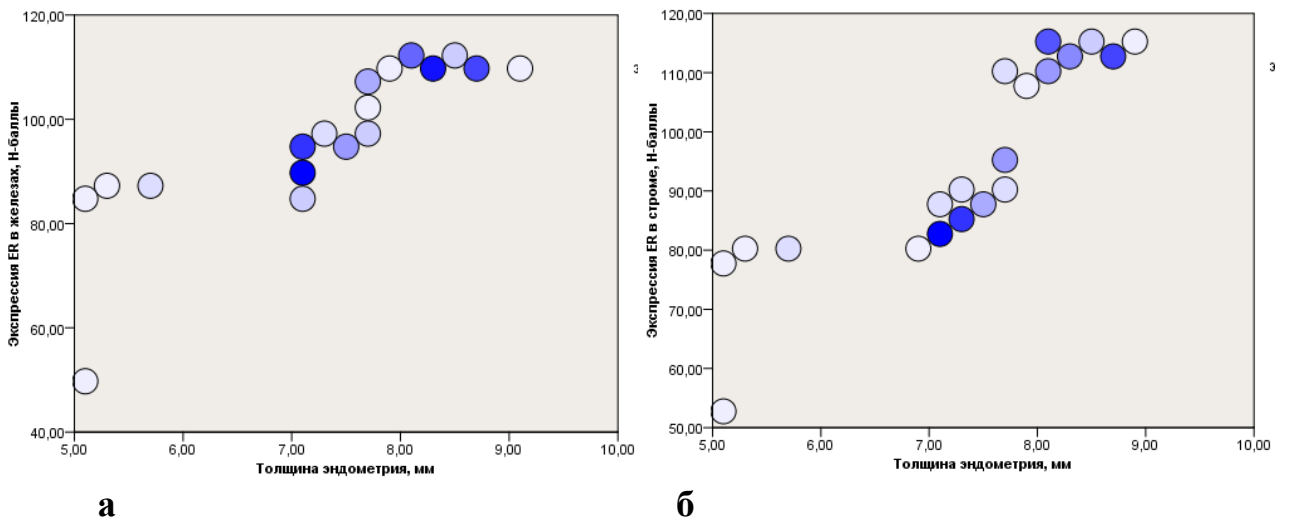 120,00
100,00
80,00
60,00
40,00
Экспрессия ER в железах, Н-баллы
5,00 6,00 7,00 8,00 9,00 10,00
Толщина эндометрия, мм
а
120,00
110,00
100,00
90,00
80,00
70,00
60,00
50,00
Экспрессия ER в строме, Н-баллы
5,00 6,00 7,00 8,00 9,00 10,00
Толщина эндометрия, мм
б